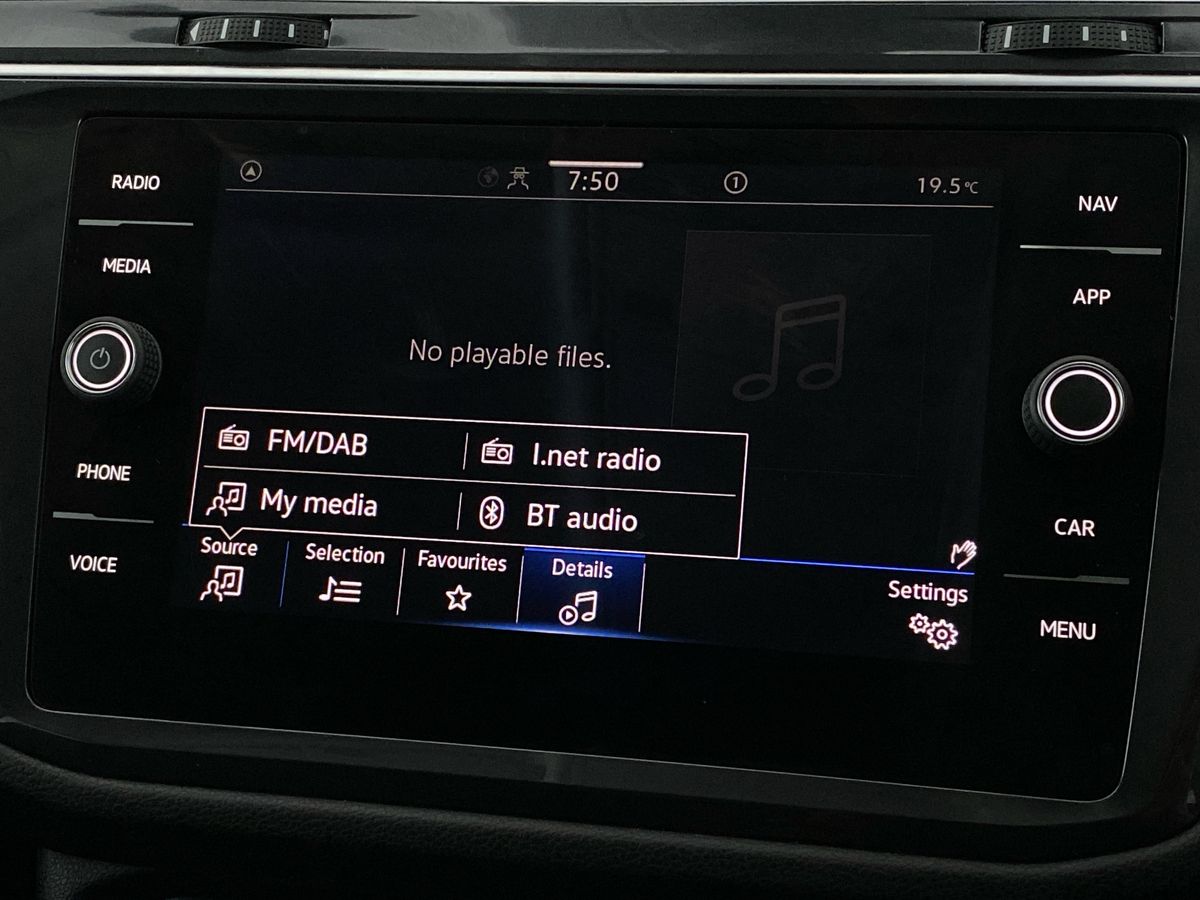 RADIO
MEDIA
PHONE
VOICE
7:50
1
19.5°C
No playable files.
FM/DAB
I.net radio
My media
BT audio
Source
Selection
Favourites
Details
Settings
NAV
APP
CAR
MENU